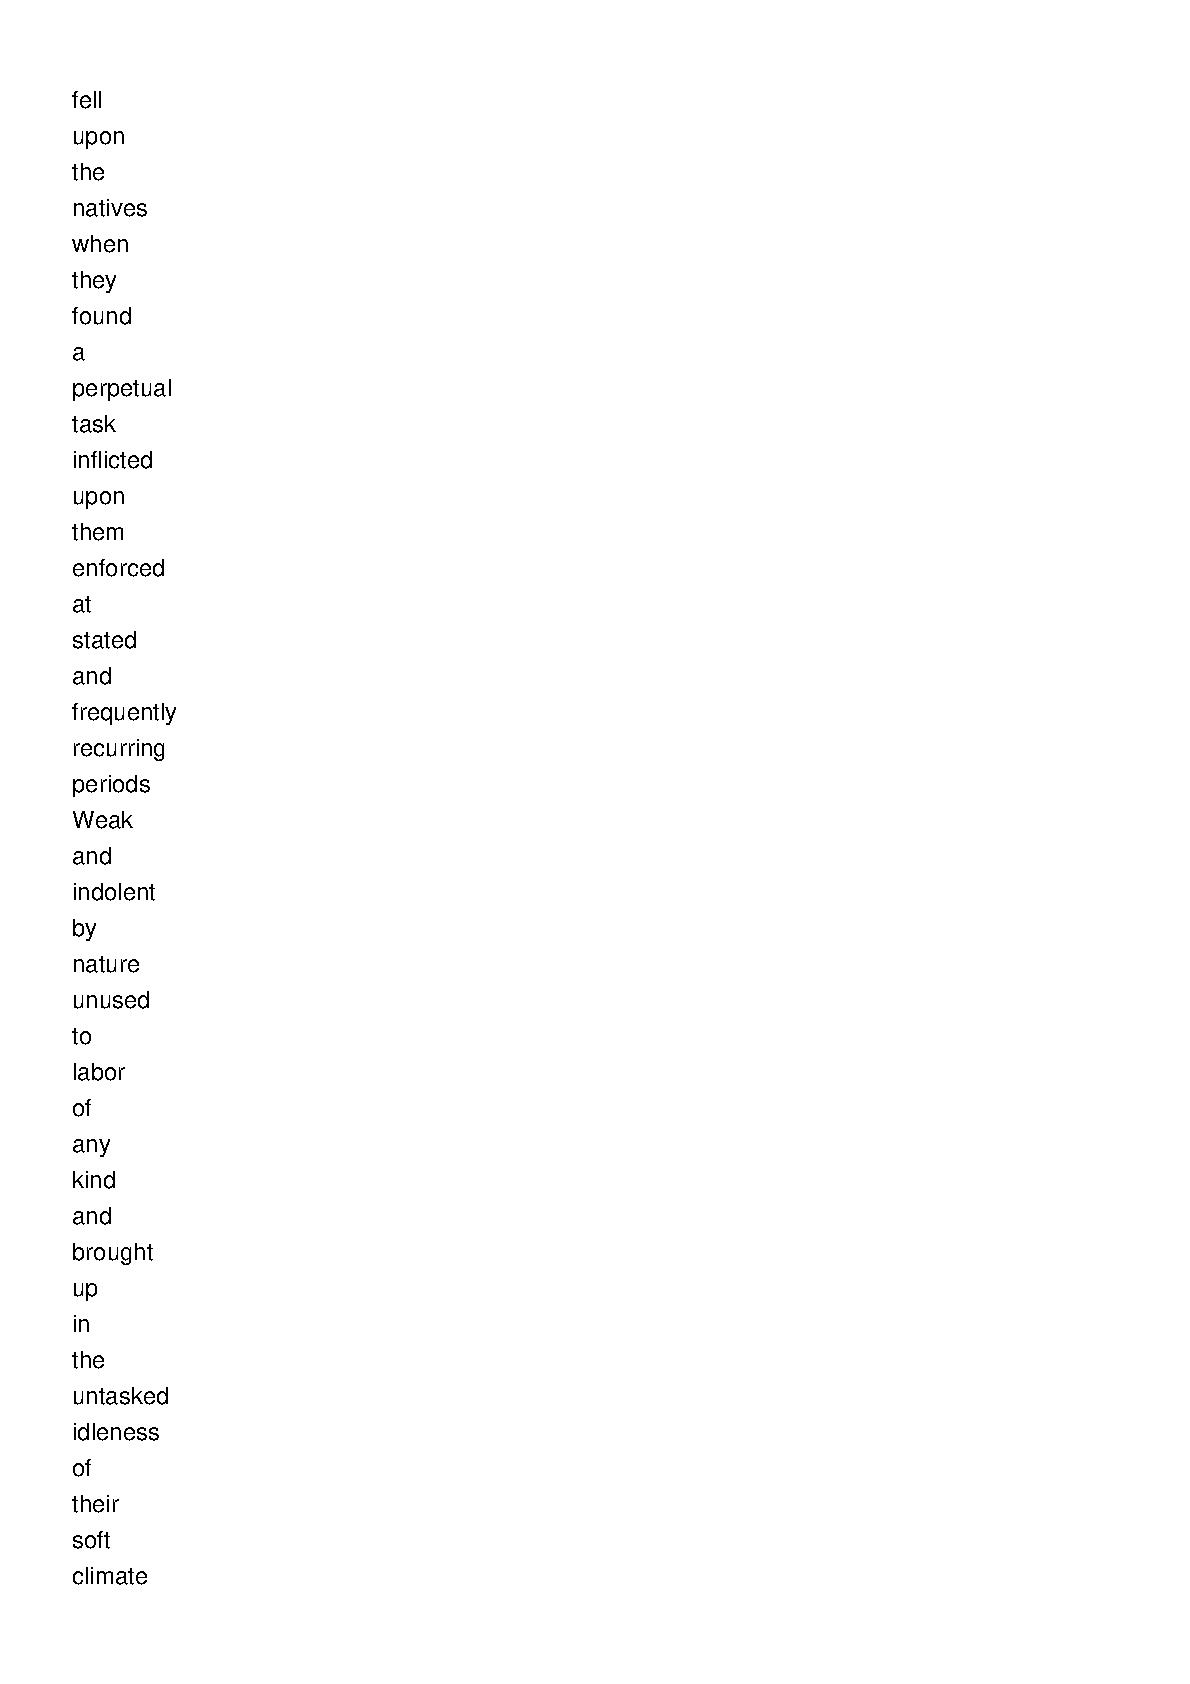 fell
upon
the
natives
when
they
found
a
perpetual
task
inflicted
upon
them
enforced
at
stated
and
frequently
recurring
periods
Weak
and
indolent
by
nature
unused
to
labor
of
any
kind
and
brought
up
in
the
untasked
idleness
of
their
soft
climate